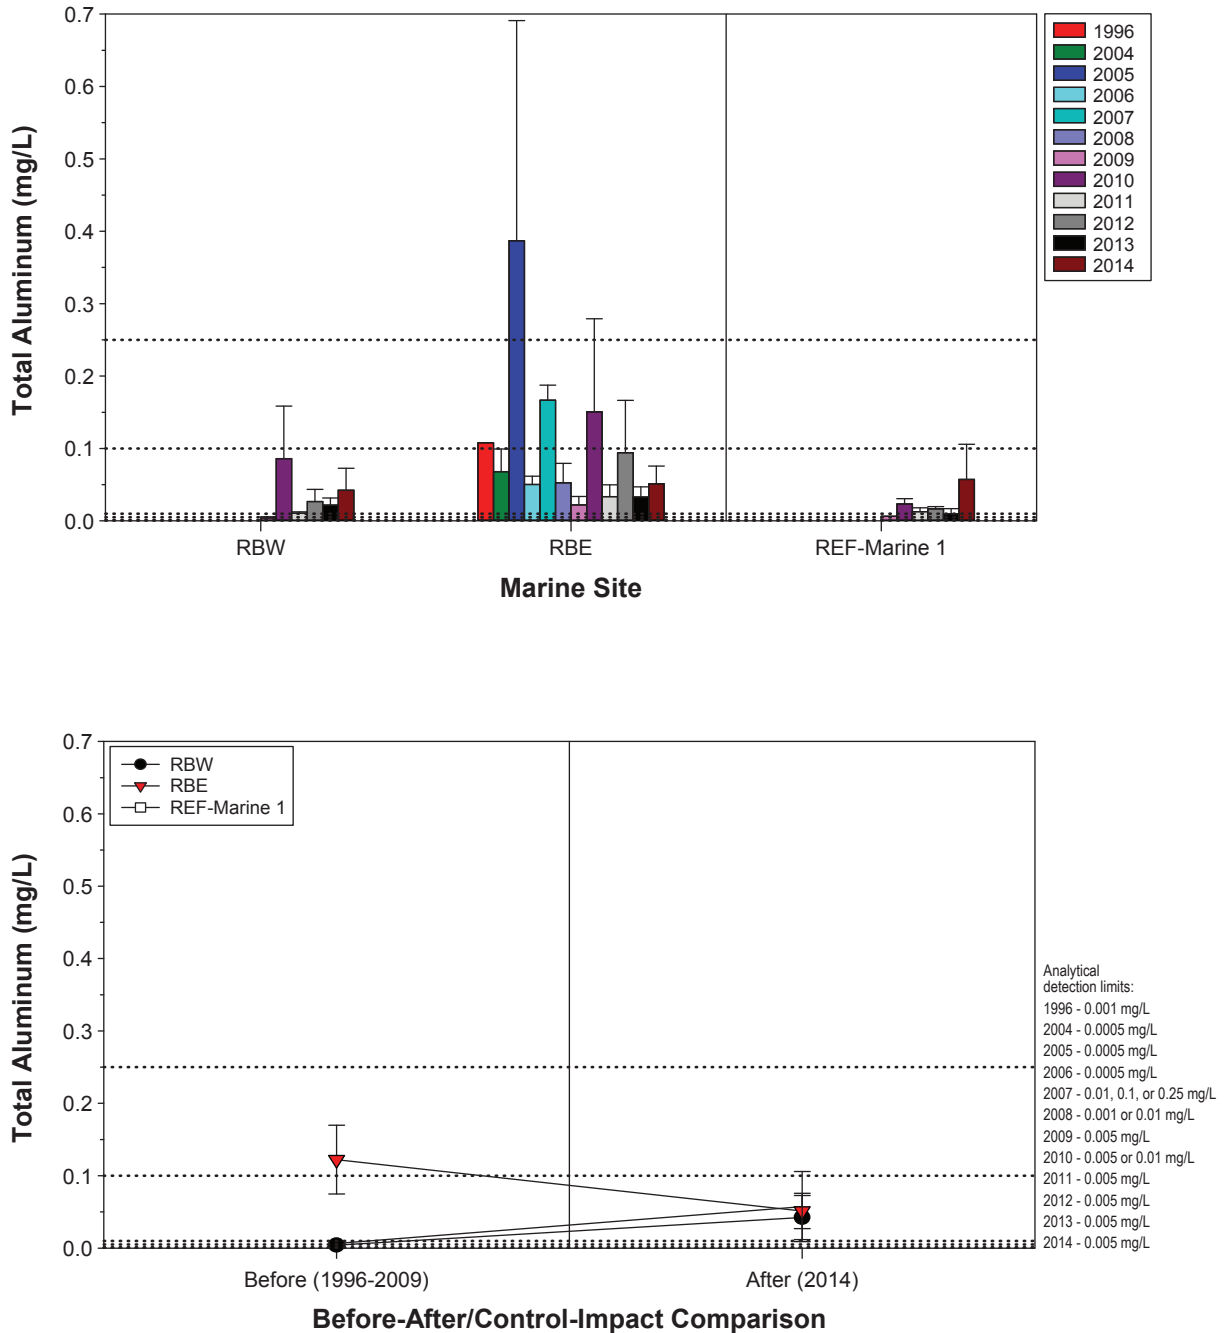 0.7
0.6
0.5
0.4
0.3
0.2
0.1
0.0
Total Aluminum (mg/L)
RBW
RBE
REF-Marine 1
Marine Site
1996
2004
2005
2006
2007
2008
2009
2010
2011
2012
2013
2014
0.7
0.6
0.5
0.4
0.3
0.2
0.1
0.0
Total Aluminum (mg/L)
RBW
RBE
REF-Marine 1
Before (1996-2009)
After (2014)
Before-After/Control-Impact Comparison
Analytical
detection limits:
1996 - 0.001 mg/L
2004 - 0.0005 mg/L
2005 - 0.0005 mg/L
2006 - 0.0005 mg/L
2007 - 0.01, 0.1, or 0.25 mg/L
2008 - 0.001 or 0.01 mg/L
2009 - 0.005 mg/L
2010 - 0.005 or 0.01 mg/L
2011 - 0.005 mg/L
2012 - 0.005 mg/L
2013 - 0.005 mg/L
2014 - 0.005 mg/L